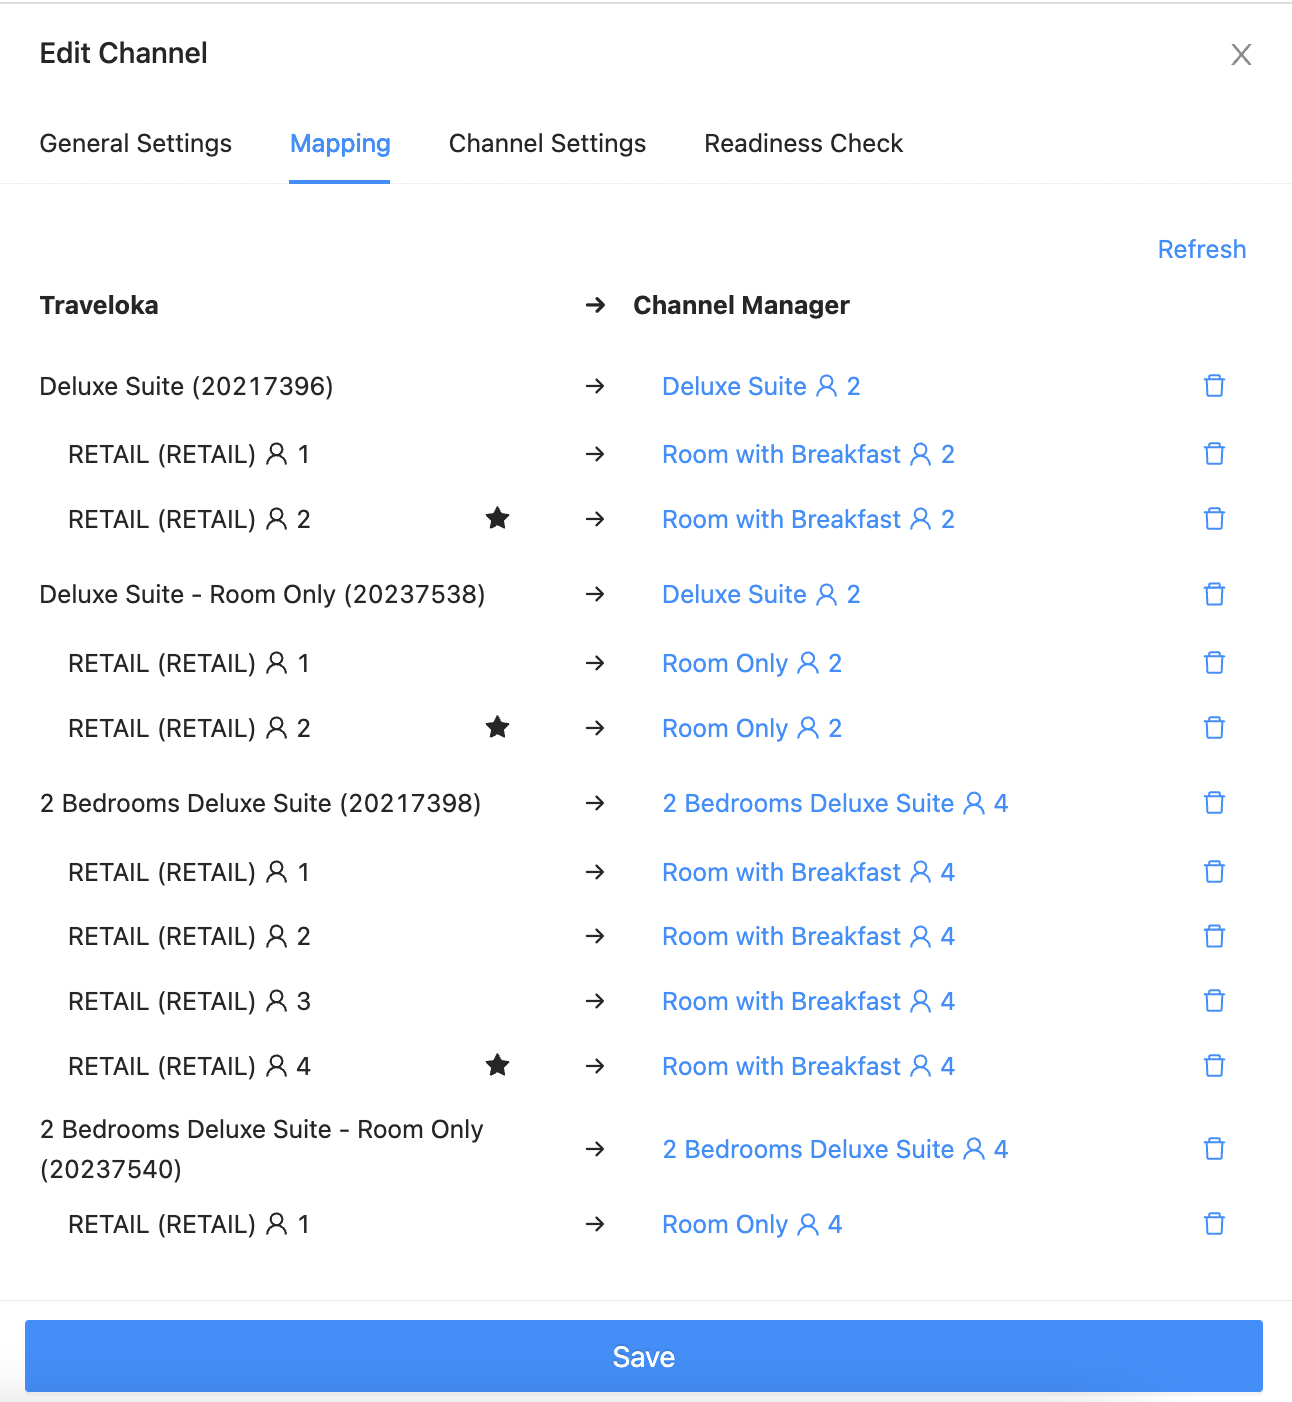 Edit Channel
General Settings Mapping Channel Settings Readiness Check
Refresh
Traveloka → Channel Manager
Deluxe Suite (20217396) → Deluxe Suite 2
RETAIL (RETAIL) 1 → Room with Breakfast 2
RETAIL (RETAIL) 2 ★ → Room with Breakfast 2
Deluxe Suite - Room Only (20237538) → Deluxe Suite 2
RETAIL (RETAIL) 1 → Room Only 2
RETAIL (RETAIL) 2 ★ → Room Only 2
2 Bedrooms Deluxe Suite (20217398) → 2 Bedrooms Deluxe Suite 4
RETAIL (RETAIL) 1 → Room with Breakfast 4
RETAIL (RETAIL) 2 → Room with Breakfast 4
RETAIL (RETAIL) 3 → Room with Breakfast 4
RETAIL (RETAIL) 4 ★ → Room with Breakfast 4
2 Bedrooms Deluxe Suite - Room Only
(20237540) → 2 Bedrooms Deluxe Suite 4
RETAIL (RETAIL) 1 → Room Only 4
Save